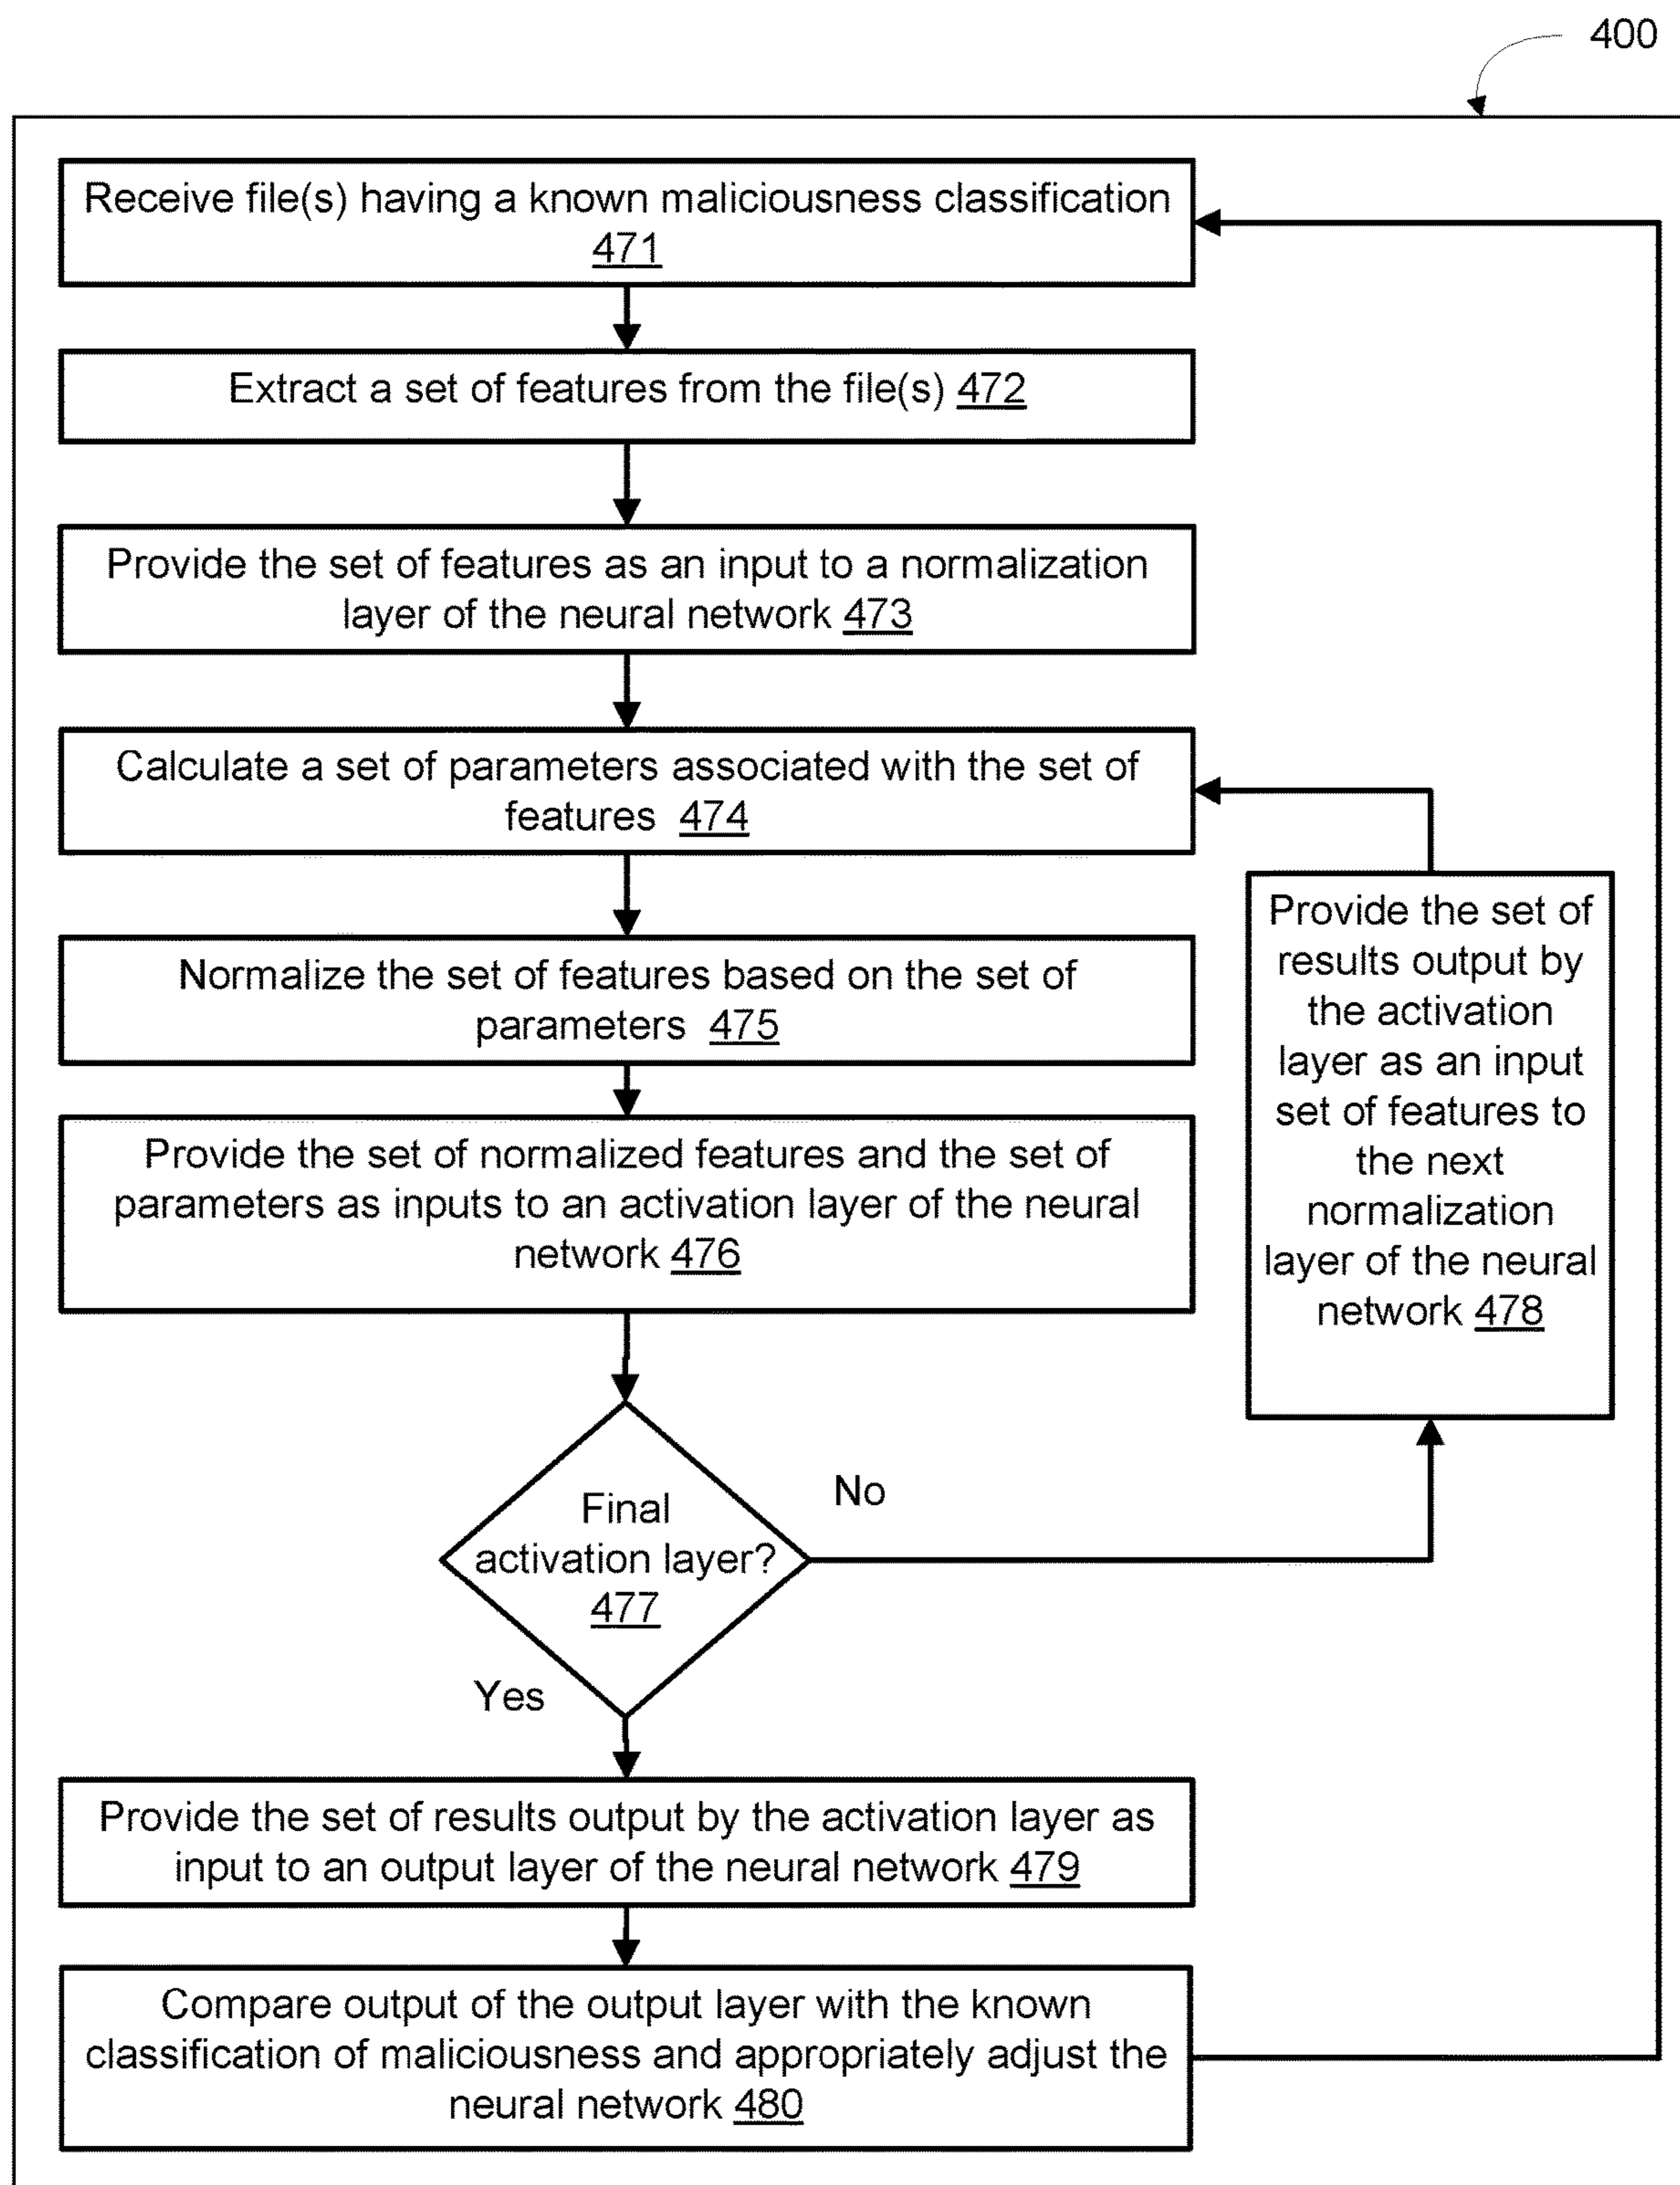 400
Receive file(s) having a known maliciousness classification
471
Extract a set of features from the file(s) 472
Provide the set of features as an input to a normalization
layer of the neural network 473
Calculate a set of parameters associated with the set of
features 474
Normalize the set of features based on the set of
parameters 475
Provide the set of normalized features and the set of
parameters as inputs to an activation layer of the neural
network 476
Final
activation layer?
477
No
Provide the set of
results output by
the activation
layer as an input
set of features to
the next
normalization
layer of the neural
network 478
Yes
Provide the set of results output by the activation layer as
input to an output layer of the neural network 479
Compare output of the output layer with the known
classification of maliciousness and appropriately adjust the
neural network 480